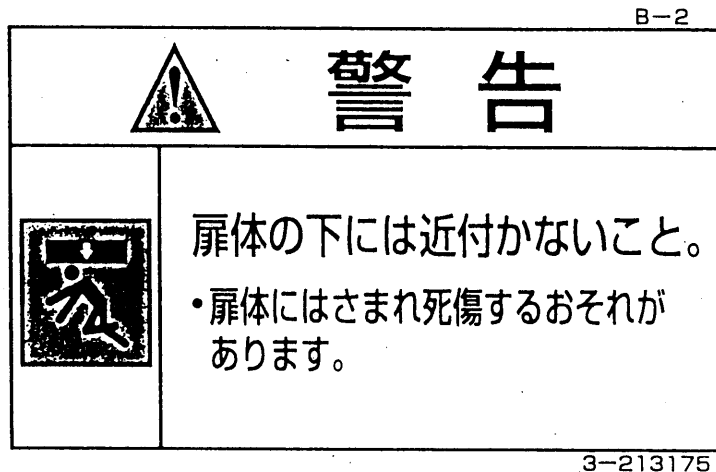 B－2
警告
扉体の下には近付かないこと。
・扉体にはさまれ死傷するおそれが
あります。
3－213175